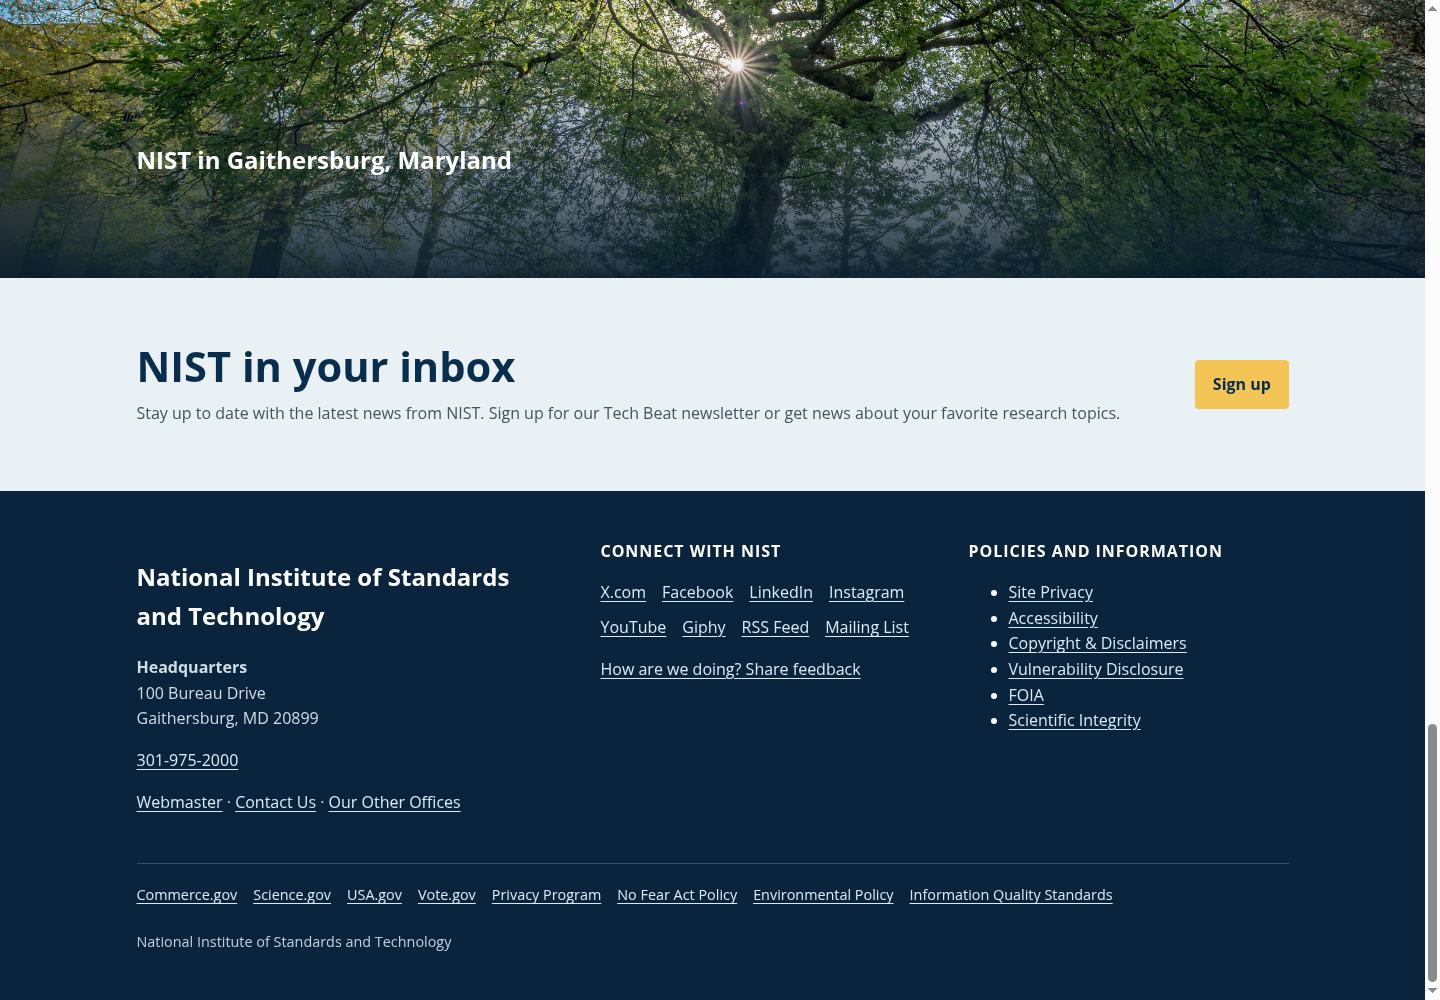 NIST in Gaithersburg, Maryland
NIST in your inbox
Stay up to date with the latest news from NIST. Sign up for our Tech Beat newsletter or get news about your favorite research topics.
Sign up
National Institute of Standards
and Technology
Headquarters
100 Bureau Drive
Gaithersburg, MD 20899
301-975-2000
Webmaster · Contact Us · Our Other Offices
CONNECT WITH NIST
X.com Facebook LinkedIn Instagram
YouTube Giphy RSS Feed Mailing List
How are we doing? Share feedback
POLICIES AND INFORMATION
Site Privacy
Accessibility
Copyright & Disclaimers
Vulnerability Disclosure
FOIA
Scientific Integrity
Commerce.gov Science.gov USA.gov Vote.gov Privacy Program No Fear Act Policy Environmental Policy Information Quality Standards
National Institute of Standards and Technology